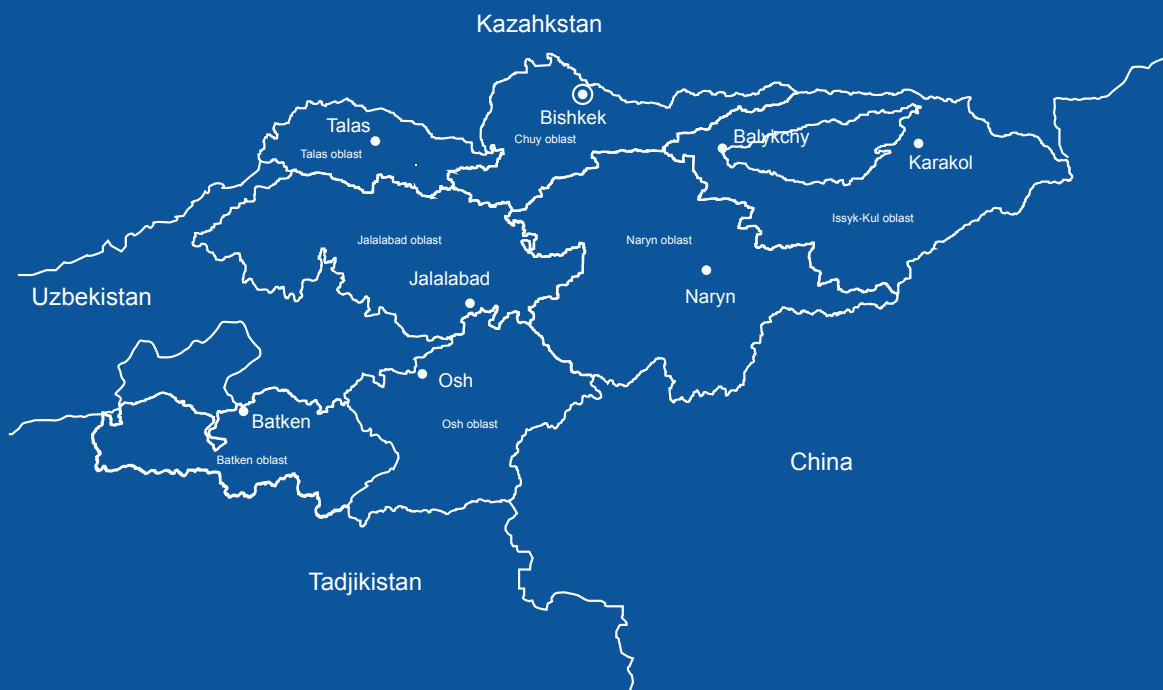 Kazahkstan
Bishkek
Talas
Chuy oblast
Balykchy
Talas oblast
Karakol
Issyk-Kul oblast
Jalalabad oblast
Naryn oblast
Jalalabad
Uzbekistan
Naryn
Osh
Batken
Osh oblast
Batken oblast
China
Tadjikistan